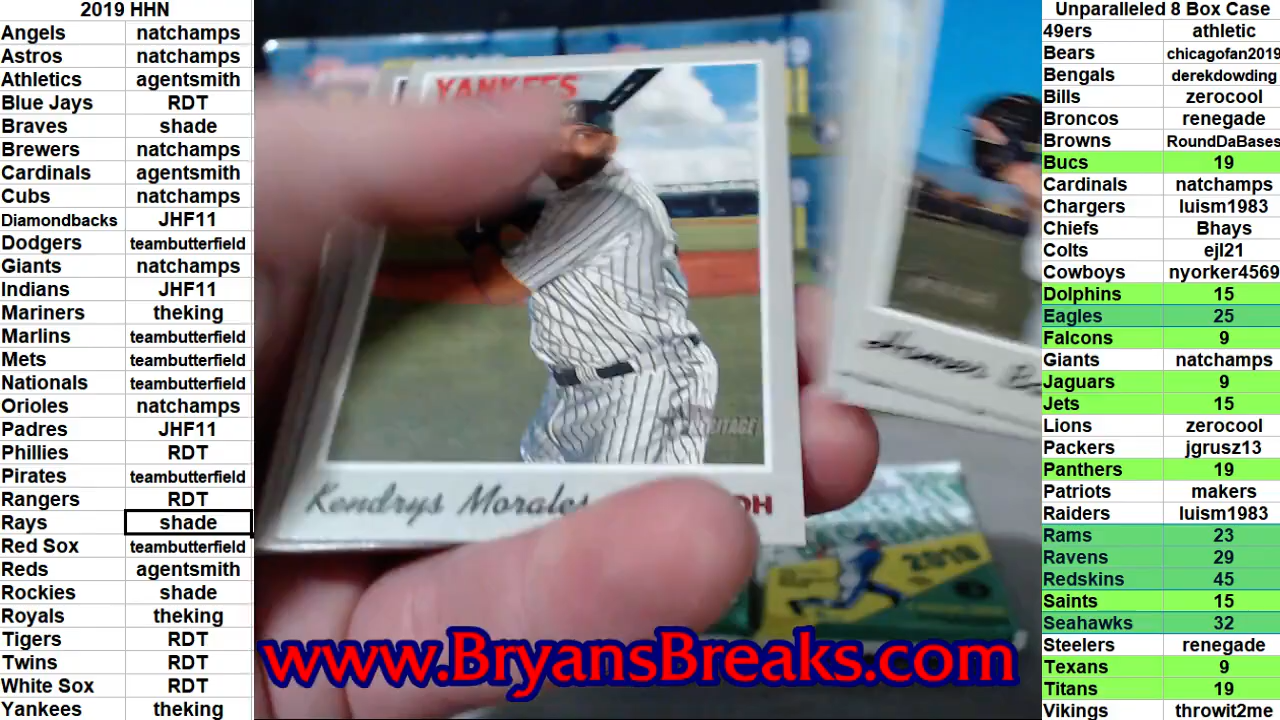 2019 HHN
Angels natchamps
Astros natchamps
Athletics agentsmith
Blue Jays RDT
Braves shade
Brewers natchamps
Cardinals agentsmith
Cubs natchamps
Diamondbacks JHF11
Dodgers teambutterfield
Giants natchamps
Indians JHF11
Mariners theking
Marlins teambutterfield
Mets teambutterfield
Nationals teambutterfield
Orioles natchamps
Padres JHF11
Phillies RDT
Pirates teambutterfield
Rangers RDT
Rays shade
Red Sox teambutterfield
Reds agentsmith
Rockies shade
Royals theking
Tigers RDT
Twins RDT
White Sox RDT
Yankees theking
YANKEES
HERITAGE
Kendrys Morales DH
Homer
BASEBALL
2019
www.BryansBreaks.com
Unparalleled 8 Box Case
49ers athletic
Bears chicagofan2019
Bengals derekdowding
Bills zerocool
Broncos renegade
Browns RoundDaBases
Bucs 19
Cardinals natchamps
Chargers luism1983
Chiefs Bhays
Colts ejl21
Cowboys nyorker4569
Dolphins 15
Eagles 25
Falcons 9
Giants natchamps
Jaguars 9
Jets 15
Lions zerocool
Packers jgrusz13
Panthers 19
Patriots makers
Raiders luism1983
Rams 23
Ravens 29
Redskins 45
Saints 15
Seahawks 32
Steelers renegade
Texans 9
Titans 19
Vikings throwit2me